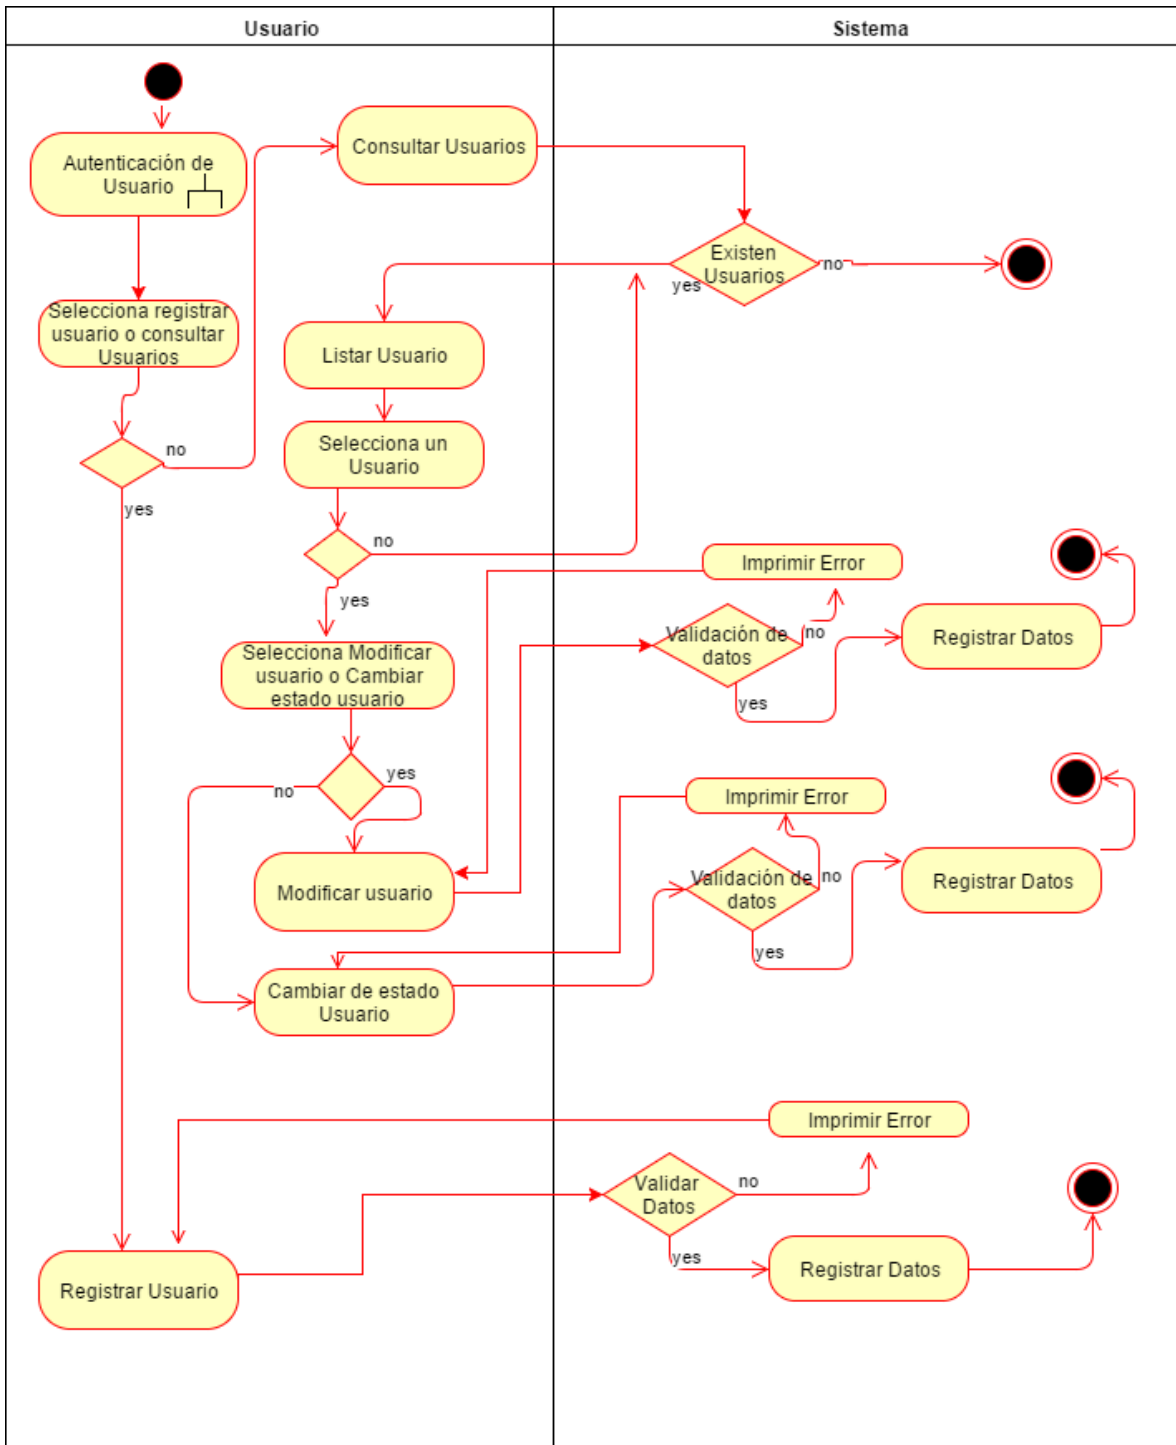 Usuario
Sistema
Autenticación de
Usuario
Consultar Usuarios
Existen
Usuarios
no
yes
Selecciona registrar
usuario o consultar
Usuarios
Listar Usuario
no
yes
Selecciona un
Usuario
no
yes
Imprimir Error
Validación de
datos
no
yes
Registrar Datos
Selecciona Modificar
usuario o Cambiar
estado usuario
yes
no
Imprimir Error
Modificar usuario
Validación de
datos
no
yes
Registrar Datos
Cambiar de estado
Usuario
Imprimir Error
Validar
Datos
no
yes
Registrar Datos
Registrar Usuario